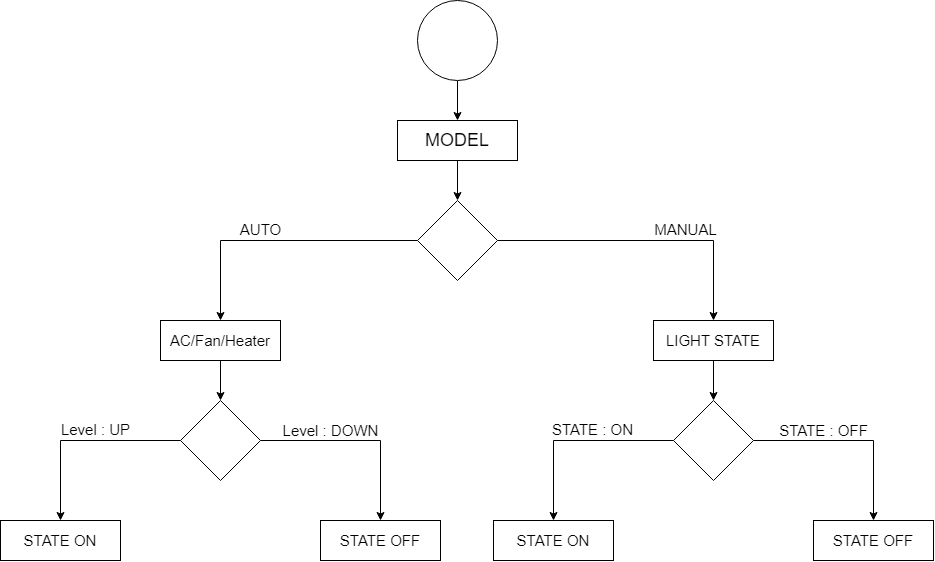 MODEL
AUTO
MANUAL
AC/Fan/Heater
LIGHT STATE
Level : UP
Level : DOWN
STATE : ON
STATE : OFF
STATE ON
STATE OFF
STATE ON
STATE OFF